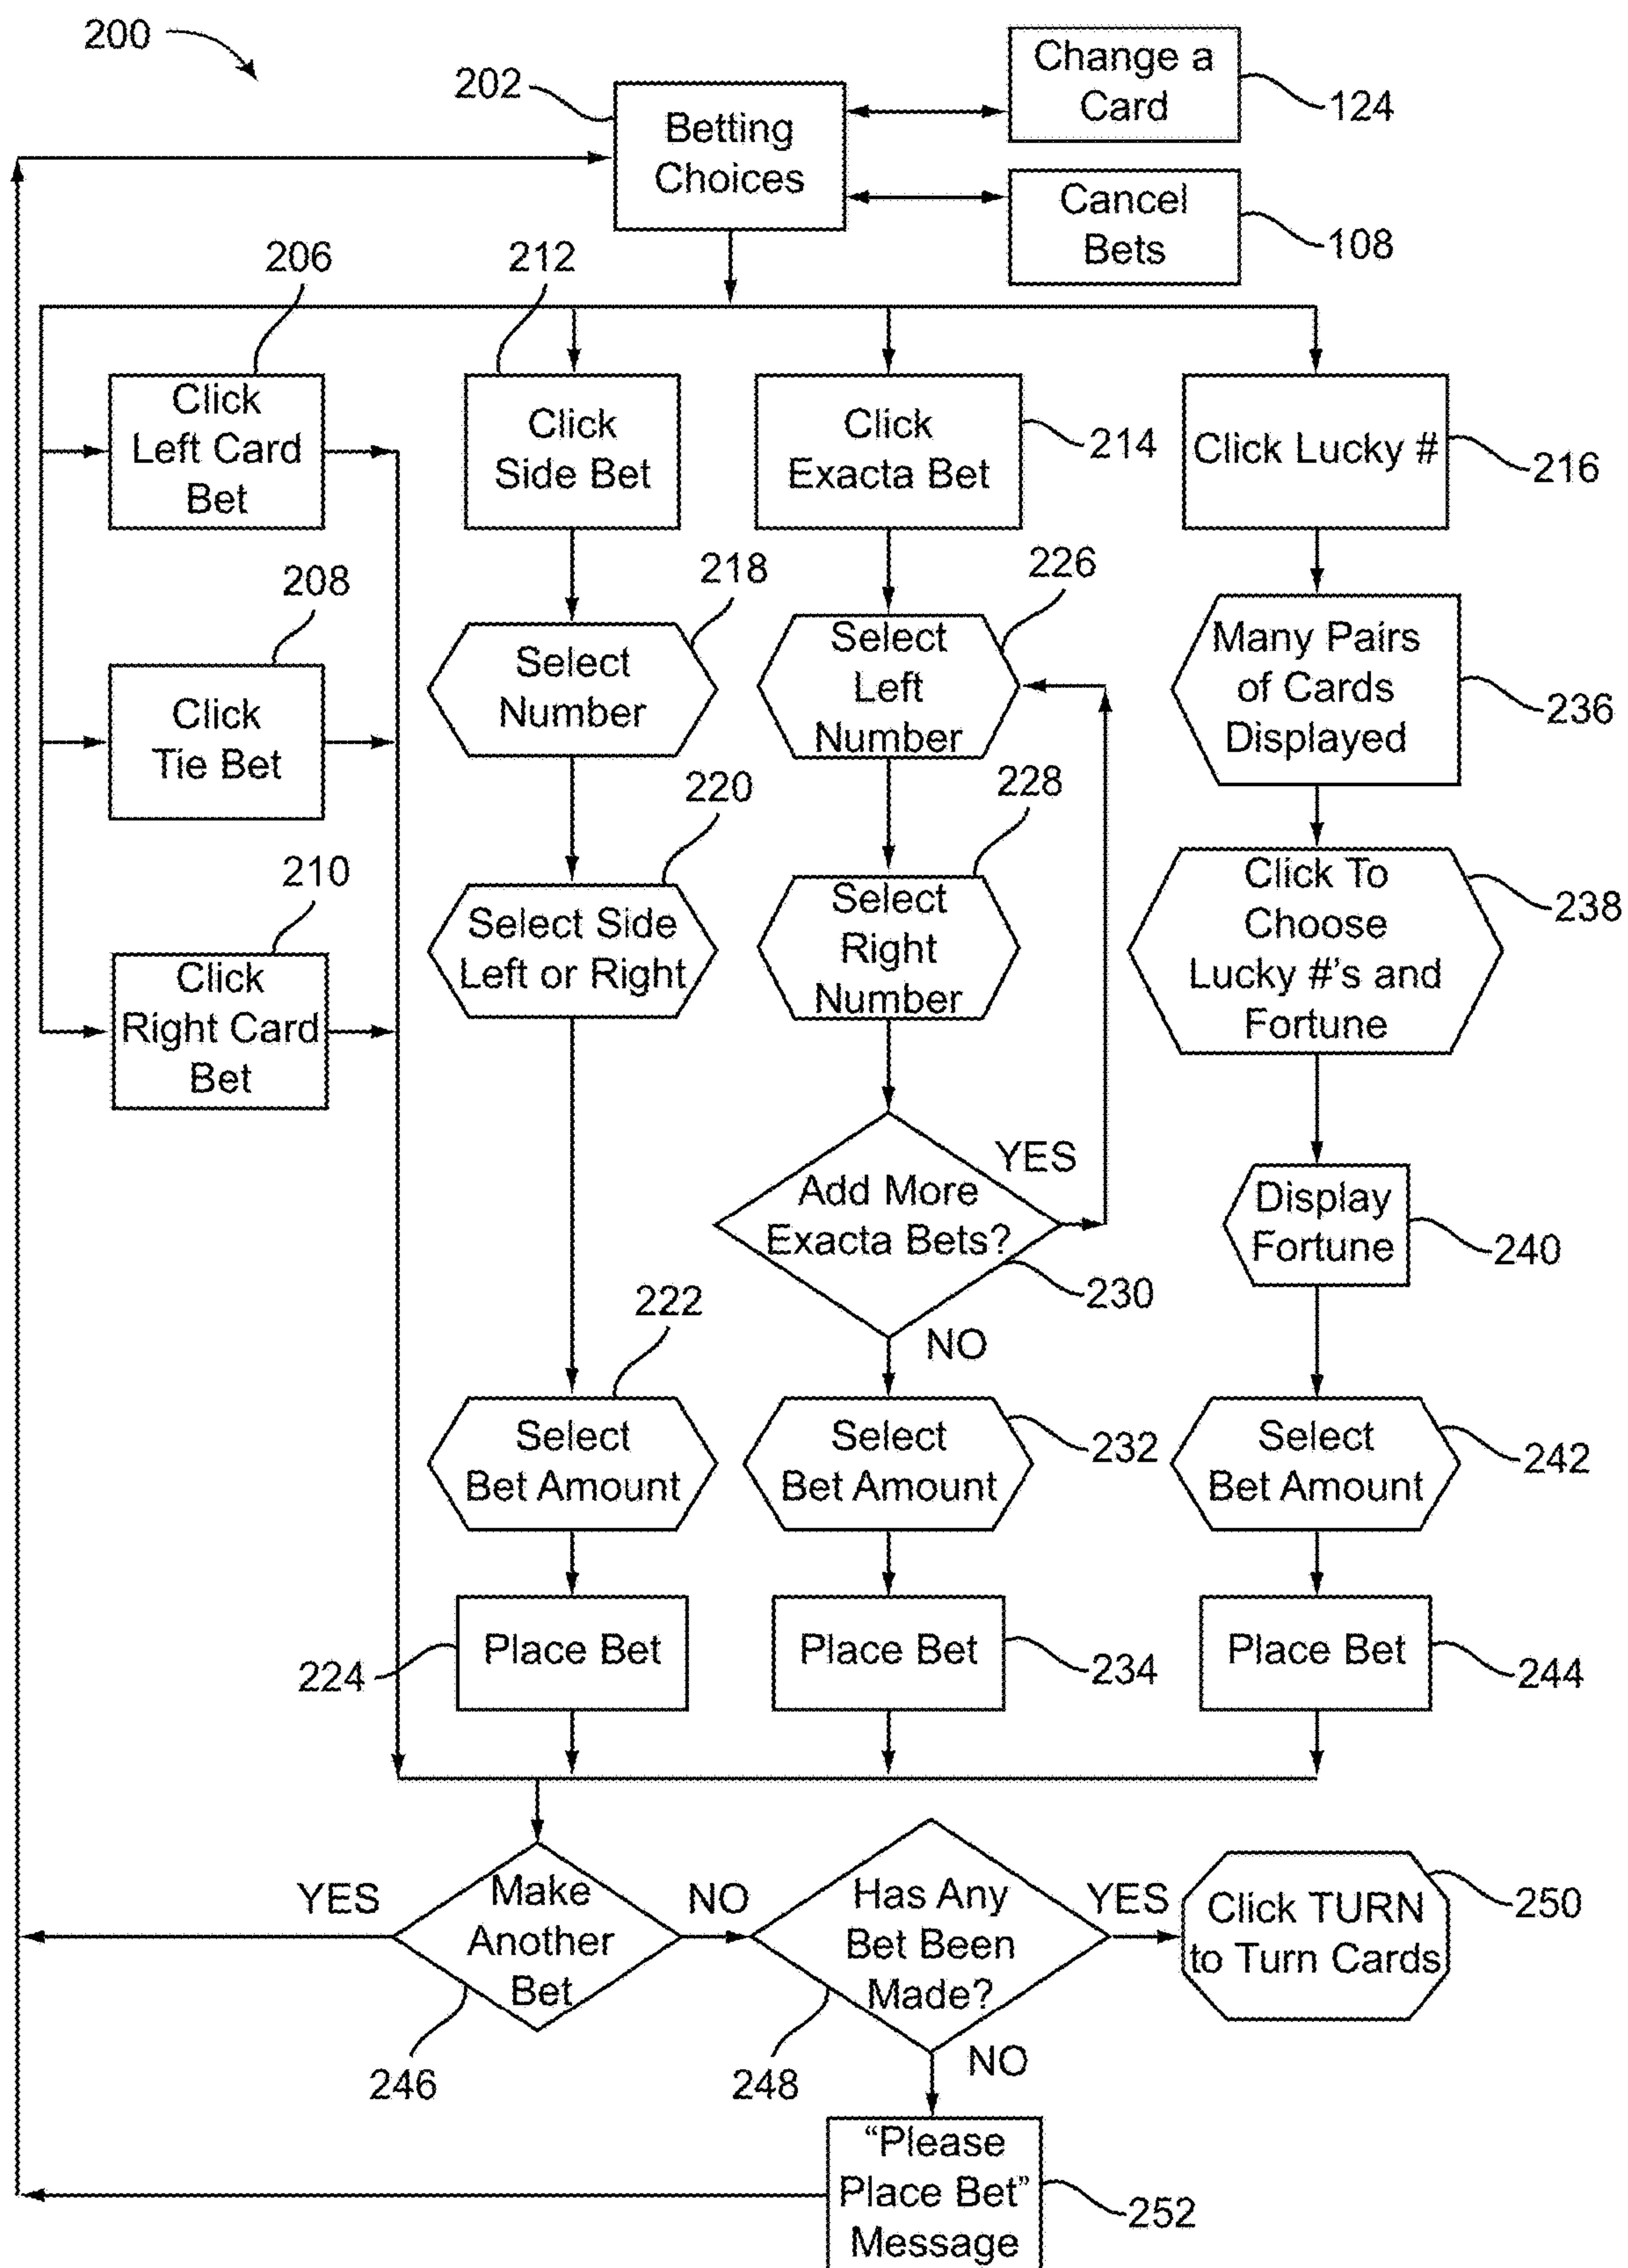 200
202
Betting
Choices
Change a
Card
124
Cancel
Bets
108
206
212
Click
Left Card
Bet
Click
Side Bet
Click
Exacta Bet
214
Click Lucky #
216
208
Click
Tie Bet
218
Select
Number
226
Select
Left
Number
Many Pairs
of Cards
Displayed
236
210
Click
Right Card
Bet
220
Select Side
Left or Right
228
Select
Right
Number
Click To
Choose
Lucky #'s and
Fortune
238
YES
Add More
Exacta Bets?
230
NO
Display
Fortune
240
222
Select
Bet Amount
Select
Bet Amount
232
Select
Bet Amount
242
224
Place Bet
Place Bet
234
Place Bet
244
YES
Make
Another
Bet
246
NO
Has Any
Bet Been
Made?
248
YES
Click TURN
to Turn Cards
250
NO
“Please
Place Bet”
Message
252